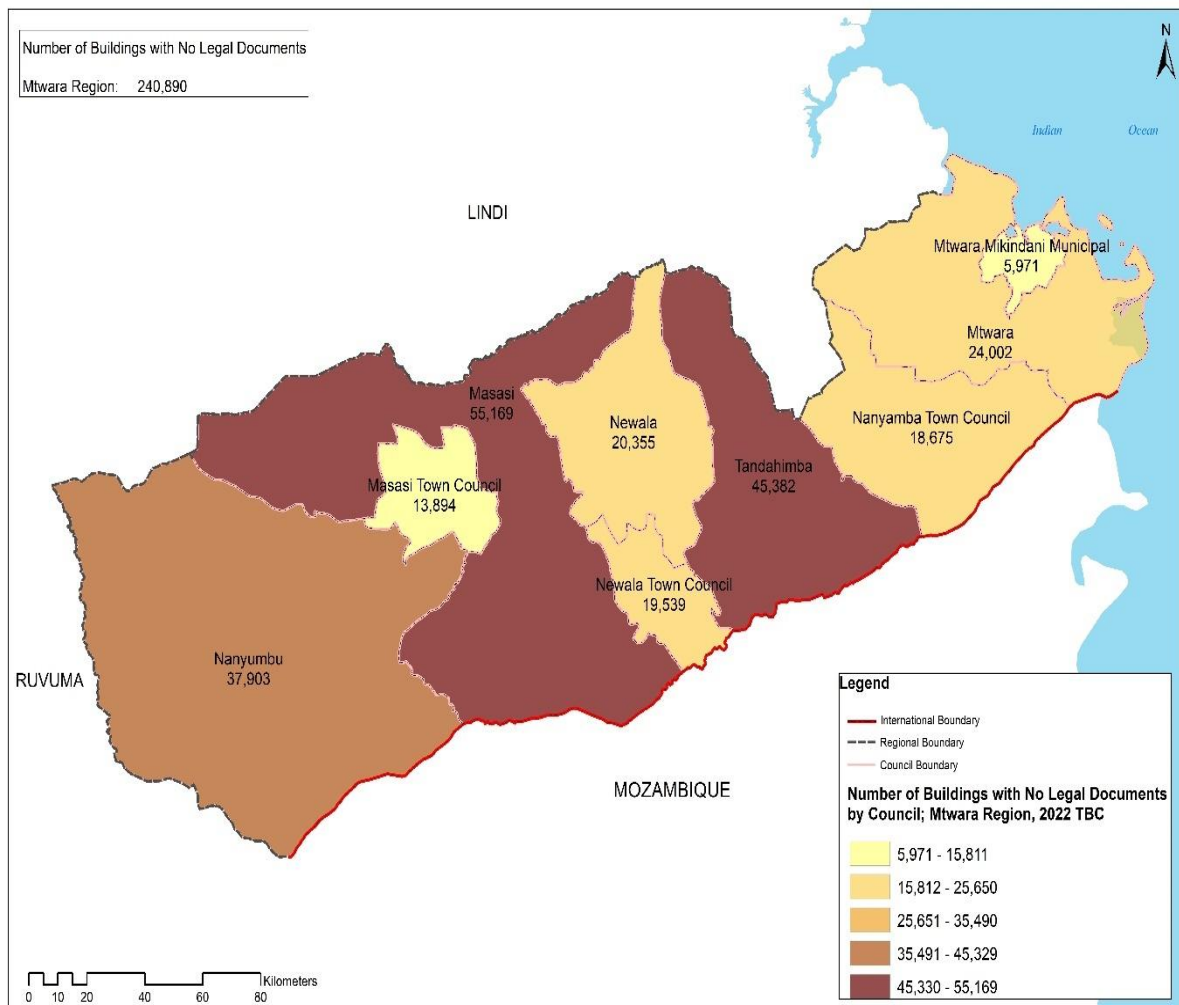 Number of Buildings with No Legal Documents
Mtwara Region: 240,890
N
Indian Ocean
LINDI
Mtwara Mikindani Municipal
5,971
Mtwara
24,002
Masasi
55,169
Newala
20,355
Nanyamba Town Council
18,675
Tandahimba
45,382
Masasi Town Council
13,894
Newala Town Council
19,539
Nanyumbu
37,903
RUVUMA
MOZAMBIQUE
Legend
International Boundary
Regional Boundary
Council Boundary
Number of Buildings with No Legal Documents
by Council; Mtwara Region, 2022 TBC
5,971 - 15,811
15,812 - 25,650
25,651 - 35,490
35,491 - 45,329
45,330 - 55,169
Kilometers
0 10 20 40 60 80